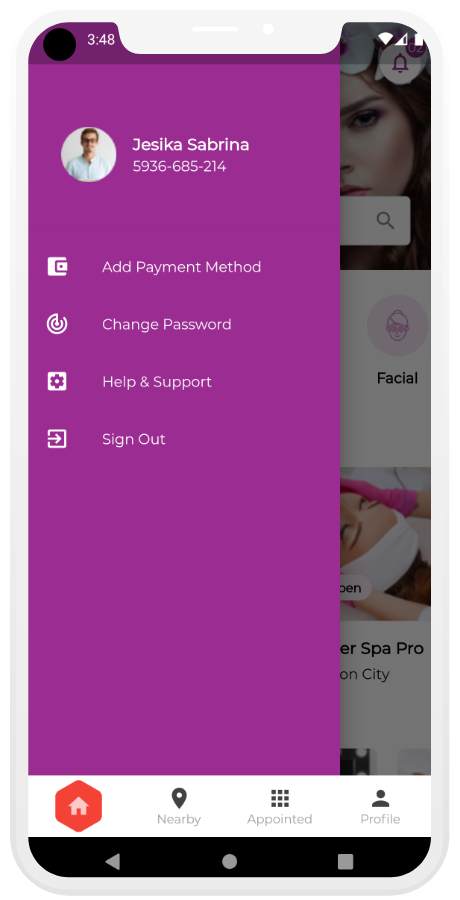 3:48
02
Jesika Sabrina
5936-685-214
Add Payment Method
Change Password
Help & Support
Sign Out
Facial
pen
er Spa Pro
on City
Nearby
Appointed
Profile